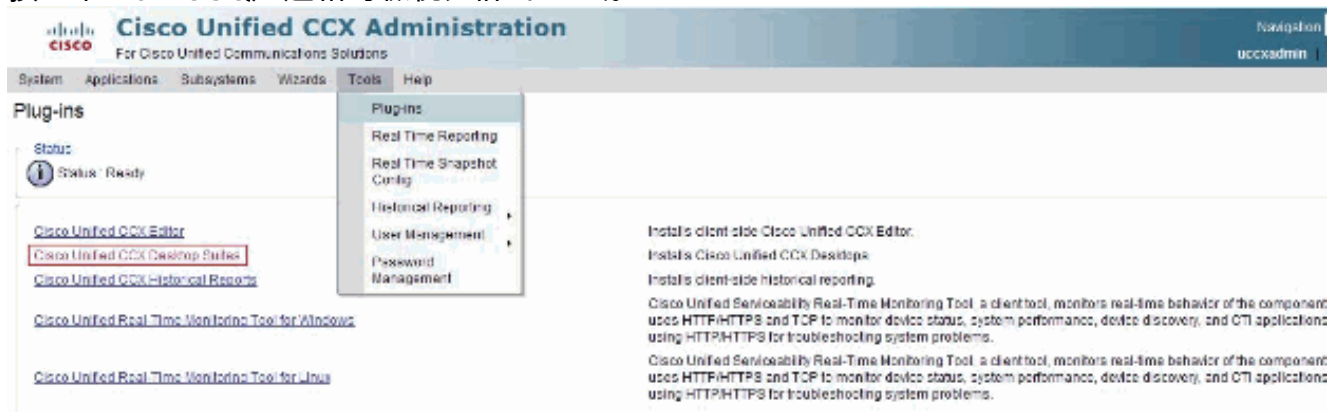 Cisco Unified CCX Administration
For Cisco Unified Communications Solutions
cisco
Navigation
uccxadmin
System Applications Subsystems Wizards Tools Help
Plug-ins
Plug-ins
Real Time Reporting
Real Time Snapshot
Config
Historical Reporting
User Management
Password
Management
Status
Status : Ready
Cisco Unified CCX Editor
Installs client-side Cisco Unified CCX Editor.
Cisco Unified CCX Desktop Suites
Installs Cisco Unified CCX Desktops
Cisco Unified CCX Historical Reports
Installs client-side historical reporting.
Cisco Unified Real-Time Monitoring Tool for Windows
Cisco Unified Serviceability Real-Time Monitoring Tool, a client tool, monitors real-time behavior of the component
uses HTTP/HTTPS and TCP to monitor device status, system performance, device discovery, and CTI applications
using HTTP/HTTPS for troubleshooting system problems.
Cisco Unified Real-Time Monitoring Tool for Linux
Cisco Unified Serviceability Real-Time Monitoring Tool, a client tool, monitors real-time behavior of the component
uses HTTP/HTTPS and TCP to monitor device status, system performance, device discovery, and CTI applications
using HTTP/HTTPS for troubleshooting system problems.